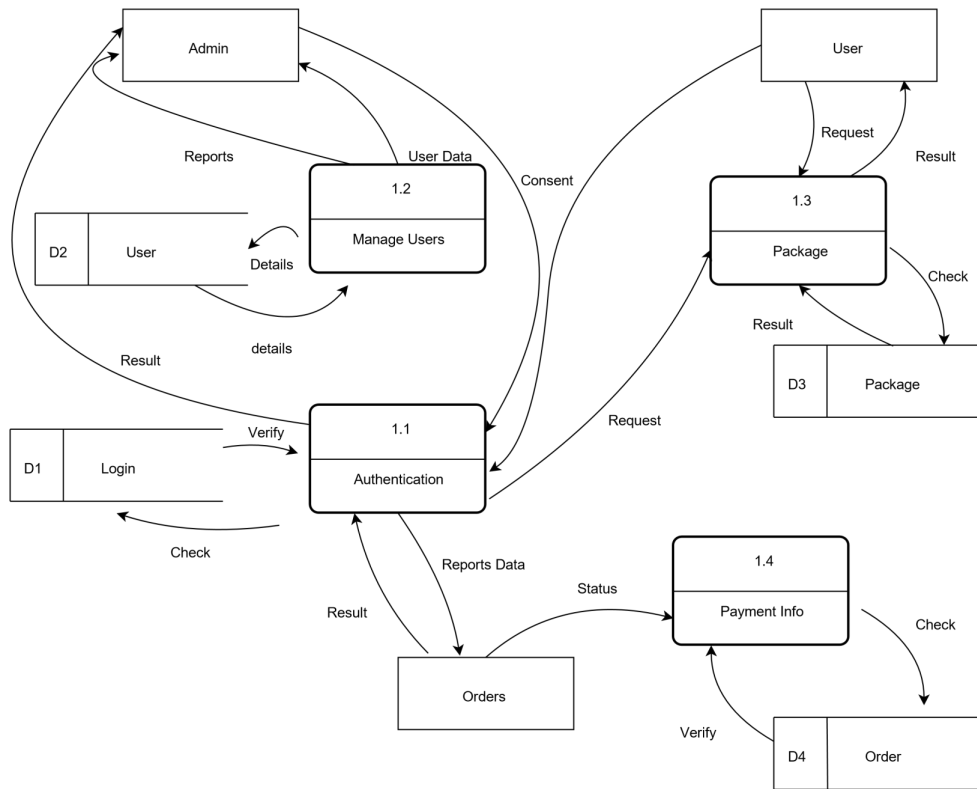 Admin
User
Request
Result
Reports
User Data
Consent
1.2
Manage Users
1.3
Package
D2
User
Details
Check
details
Result
Result
D3
Package
Verify
1.1
Authentication
Request
D1
Login
Check
Reports Data
Result
Status
1.4
Payment Info
Check
Orders
Verify
D4
Order